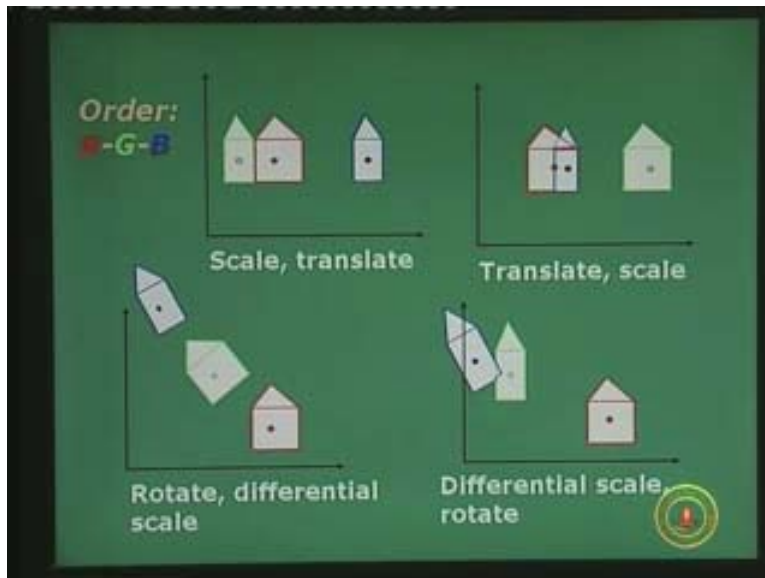 Order:
R-G-B
Scale, translate
Translate, scale
Rotate, differential
scale
Differential scale,
rotate